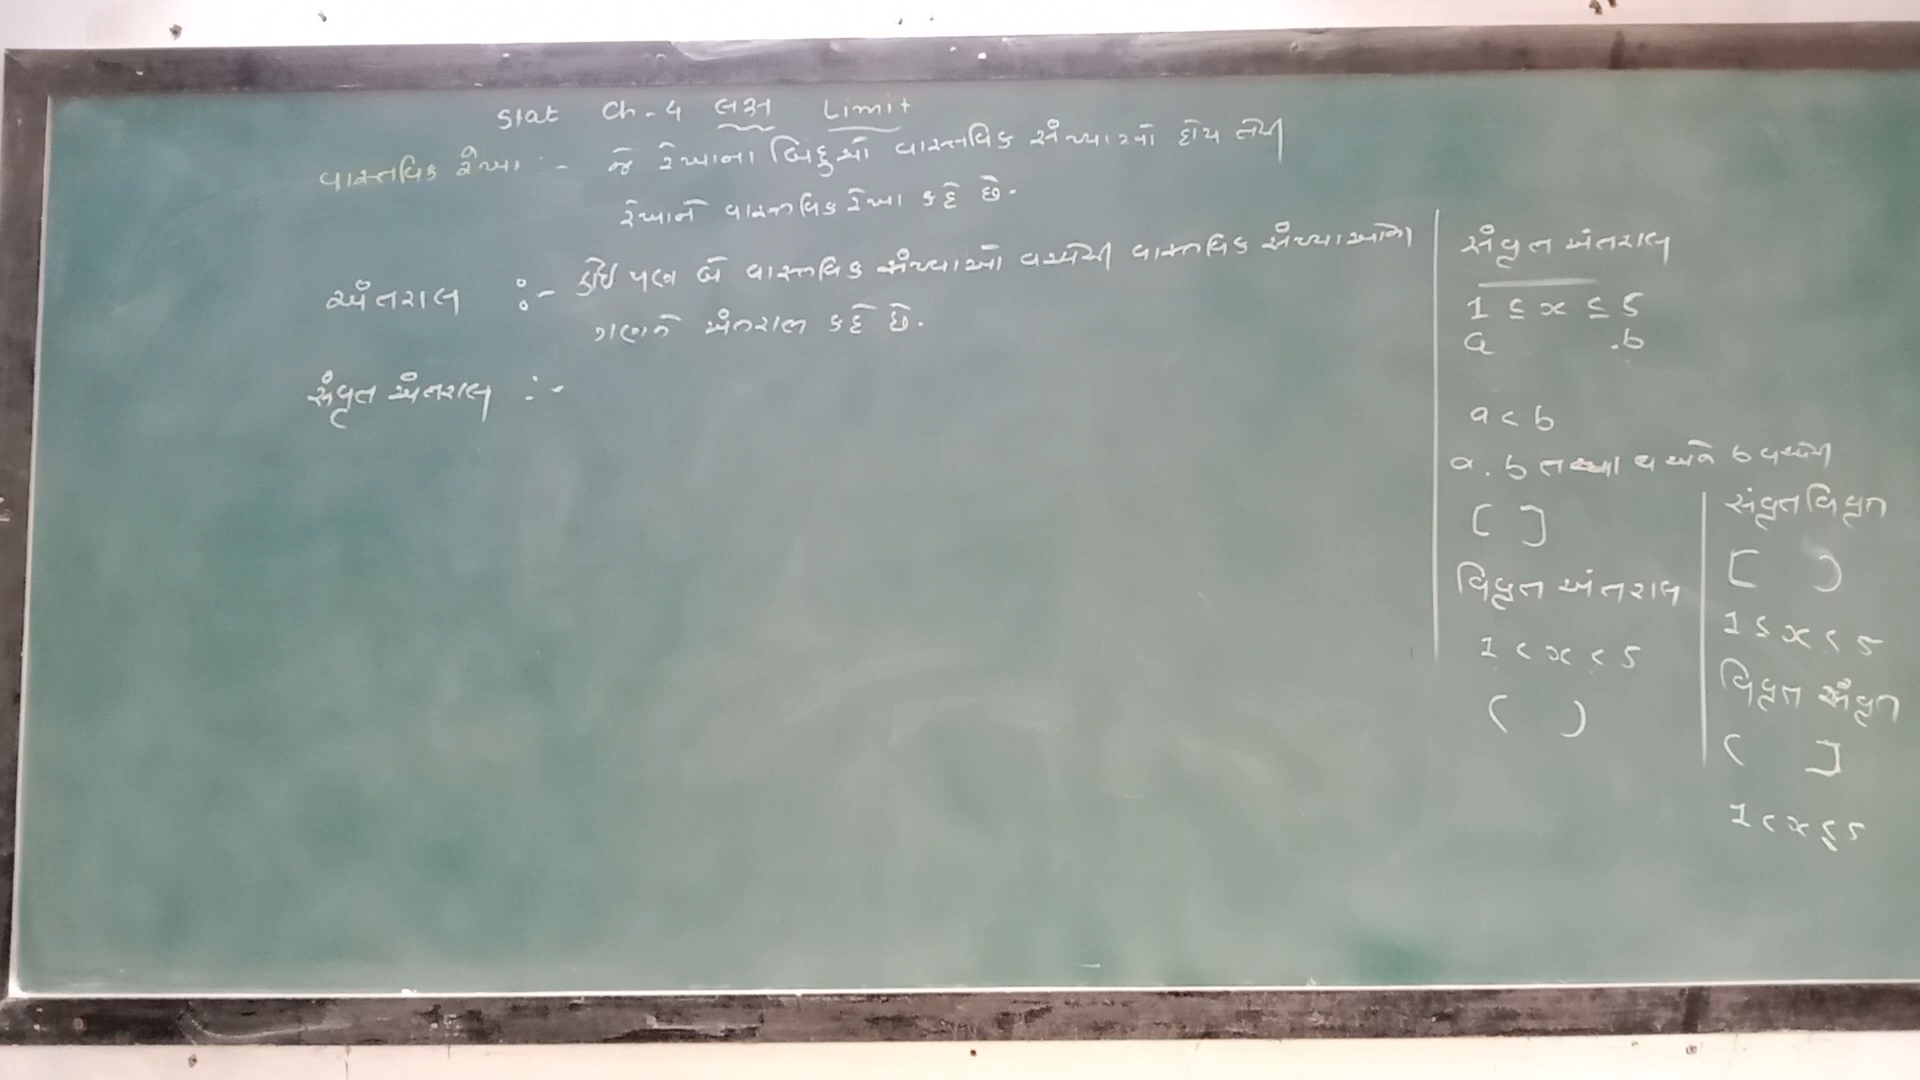 Stat Ch-4 લક્ષ Limit
વાસ્તવિક રેખા :- જે રેખાના બિંદુઓ વાસ્તવિક સંખ્યાઓ હોય તેવી
રેખાને વાસ્તવિક રેખા કહે છે.
અંતરાલ :- કોઈ પણ બે વાસ્તવિક સંખ્યાઓ વચ્ચેની વાસ્તવિક સંખ્યાઓના
ગણને અંતરાલ કહે છે.
સંવૃત અંતરાલ :-
સંવૃત અંતરાલ
1 ≤ x ≤ 5
a .b
a < b
a. b તથા a અને b વચ્ચેની
[ ]
વિવૃત અંતરાલ
1 < x < 5
( )
સંવૃત વિવૃત
[ )
1 ≤ x < 5
વિવૃત સંવૃત
( ]
1 < x ≤ 5